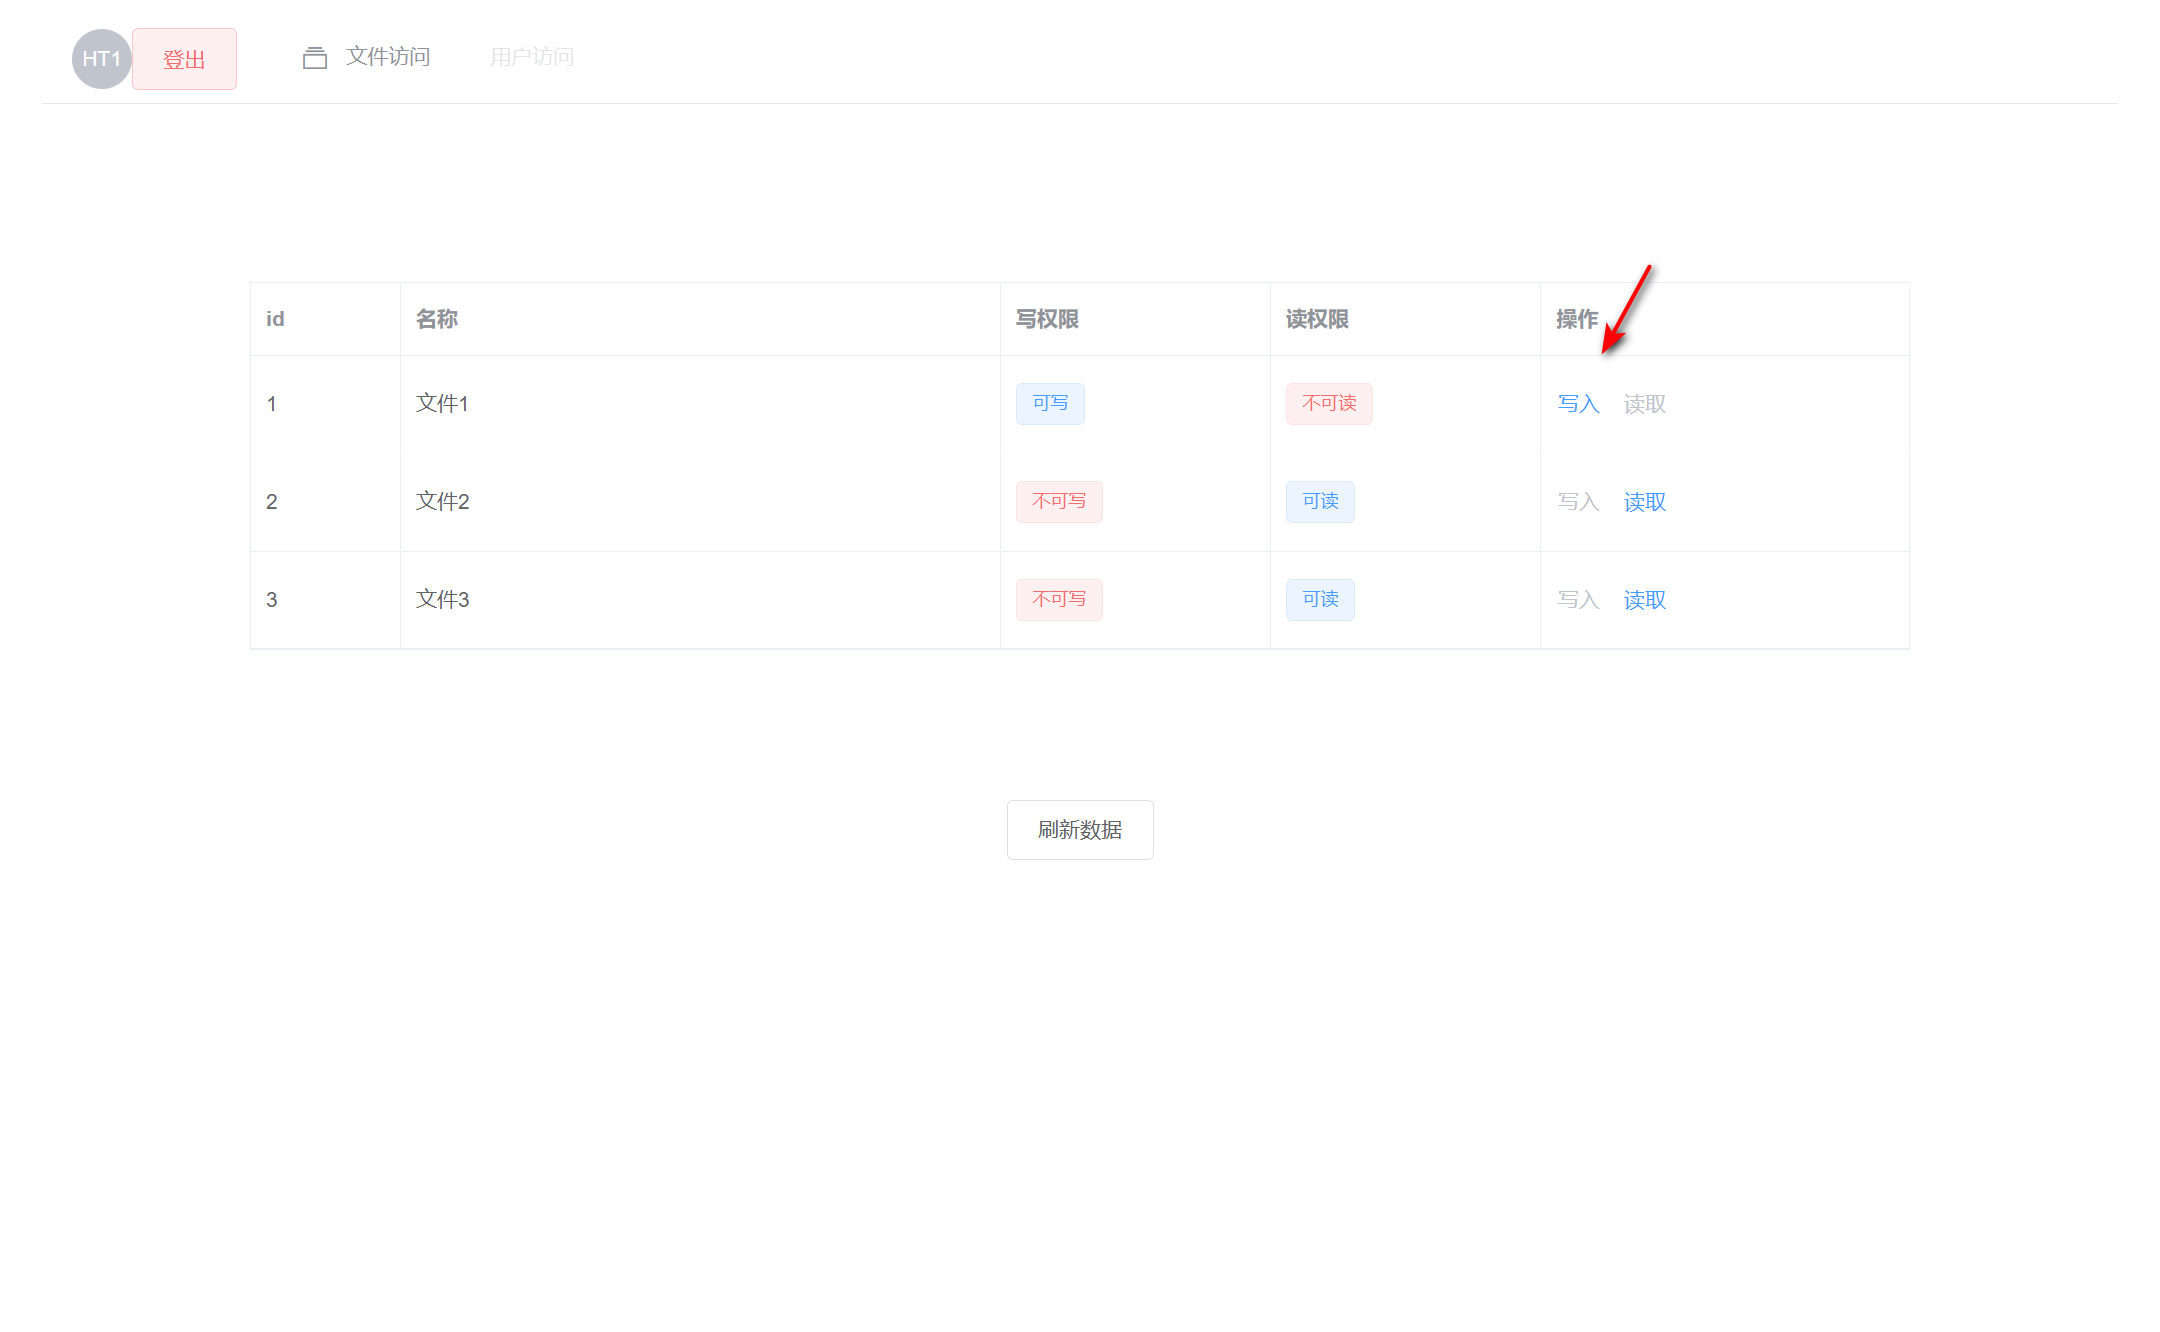 HT1 登出 文件访问 用户访问
id 名称 写权限 读权限 操作
1 文件1 可写 不可读 写入 读取
2 文件2 不可写 可读 写入 读取
3 文件3 不可写 可读 写入 读取
刷新数据